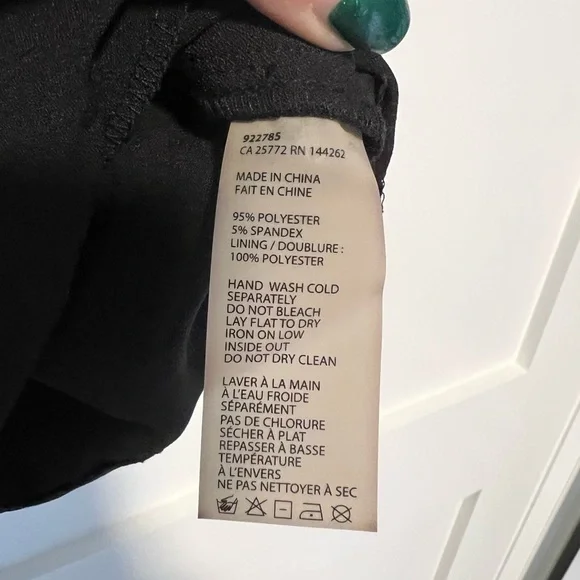 922785
CA 25772 RN 144262
MADE IN CHINA
FAIT EN CHINE
95% POLYESTER
5% SPANDEX
LINING / DOUBLURE :
100% POLYESTER
HAND WASH COLD
SEPARATELY
DO NOT BLEACH
LAY FLAT TO DRY
IRON ON LOW
INSIDE OUT
DO NOT DRY CLEAN
LAVER À LA MAIN
À L'EAU FROIDE
SÉPARÉMENT
PAS DE CHLORURE
SÉCHER À PLAT
REPASSER À BASSE
TEMPÉRATURE
À L'ENVERS
NE PAS NETTOYER À SEC